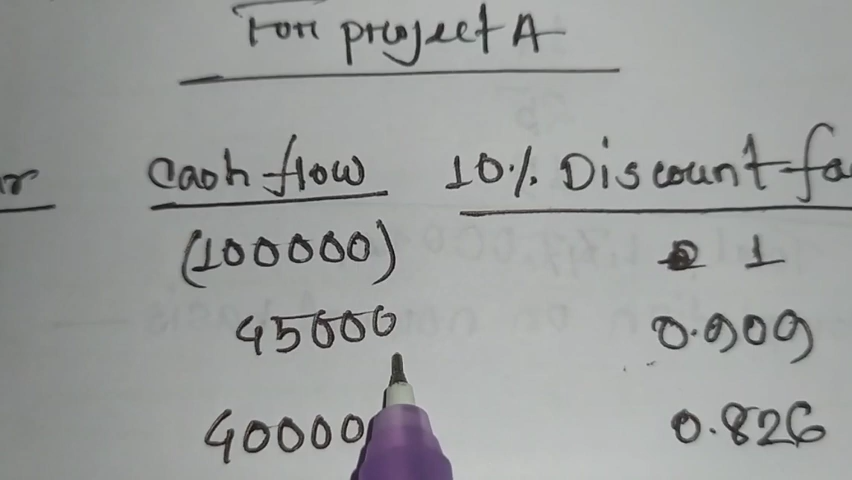 For project A
Cash flow 10% Discount fa
(100000) 1
45000 0.909
40000 0.826